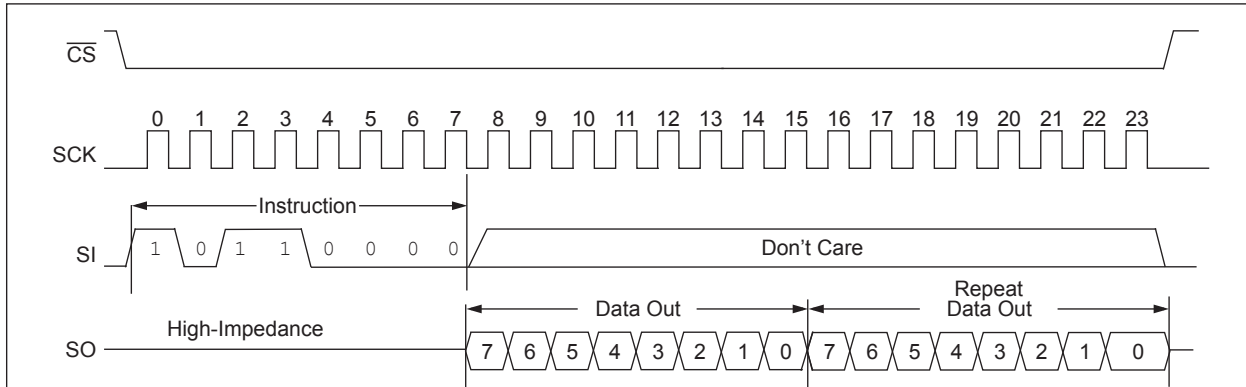 CS
0 1 2 3 4 5 6 7 8 9 10 11 12 13 14 15 16 17 18 19 20 21 22 23
SCK
Instruction
SI 1 0 1 1 0 0 0 0 Don't Care
Repeat
Data Out Data Out
High-Impedance
SO 7 6 5 4 3 2 1 0 7 6 5 4 3 2 1 0